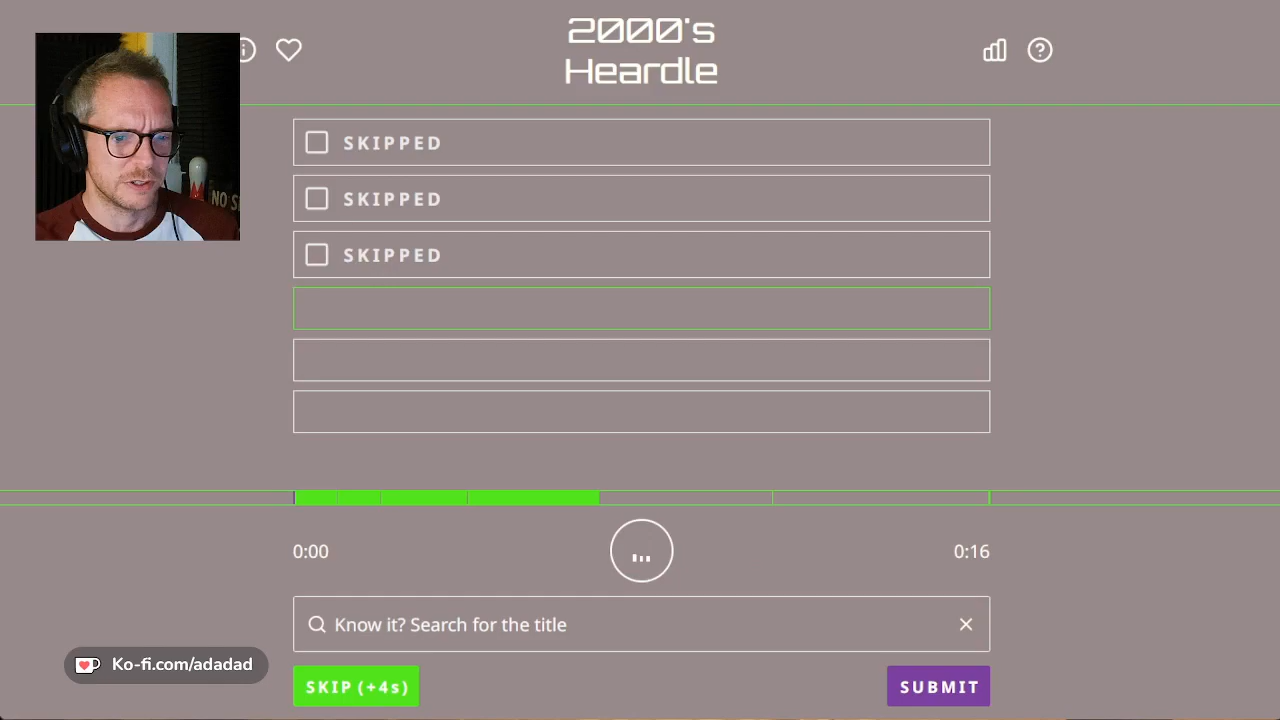 2000's
Heardle
SKIPPED
SKIPPED
SKIPPED
NO S
0:00
0:16
Know it? Search for the title
Ko-fi.com/adadad
SKIP (+4s)
SUBMIT